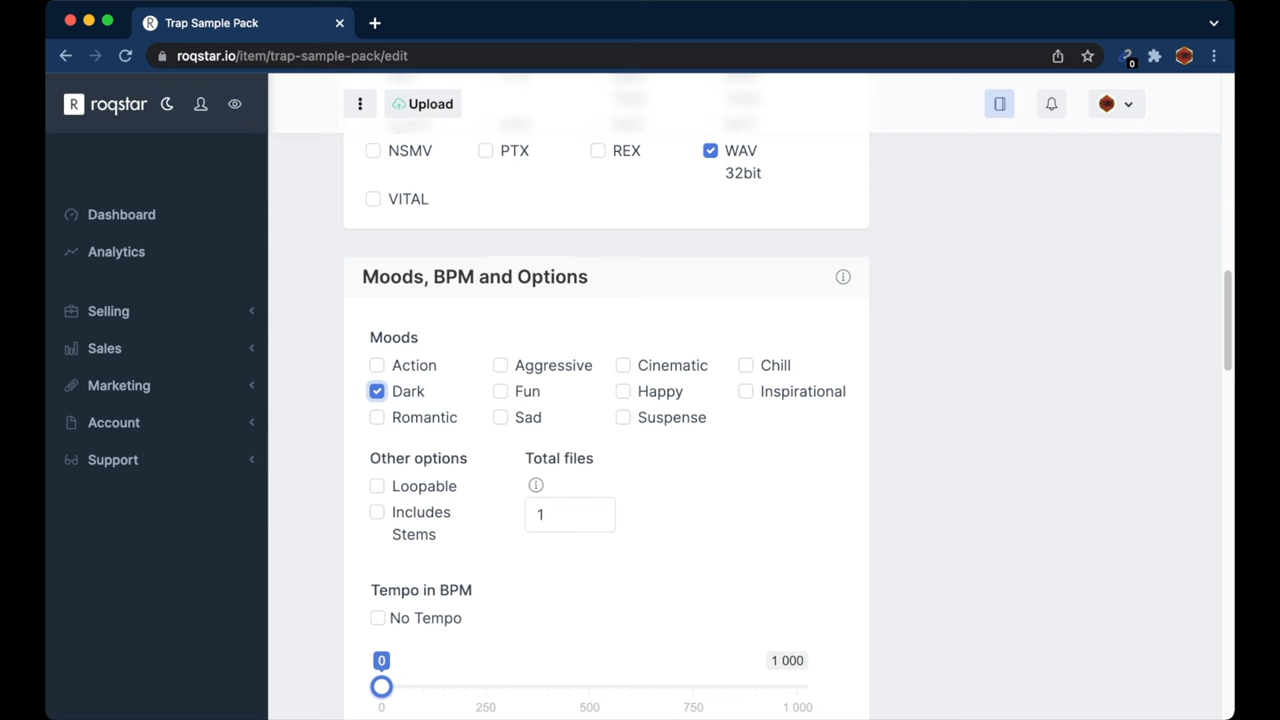 Trap Sample Pack
roqstar.io/item/trap-sample-pack/edit
0
R roqstar
Upload
NSMV PTX REX WAV 32bit
VITAL
Dashboard
Analytics
Selling
Sales
Marketing
Account
Support
Moods, BPM and Options
Moods
Action Aggressive Cinematic Chill
Dark Fun Happy Inspirational
Romantic Sad Suspense
Other options Total files
Loopable
Includes Stems
1
Tempo in BPM
No Tempo
0 1 000
0 250 500 750 1 000